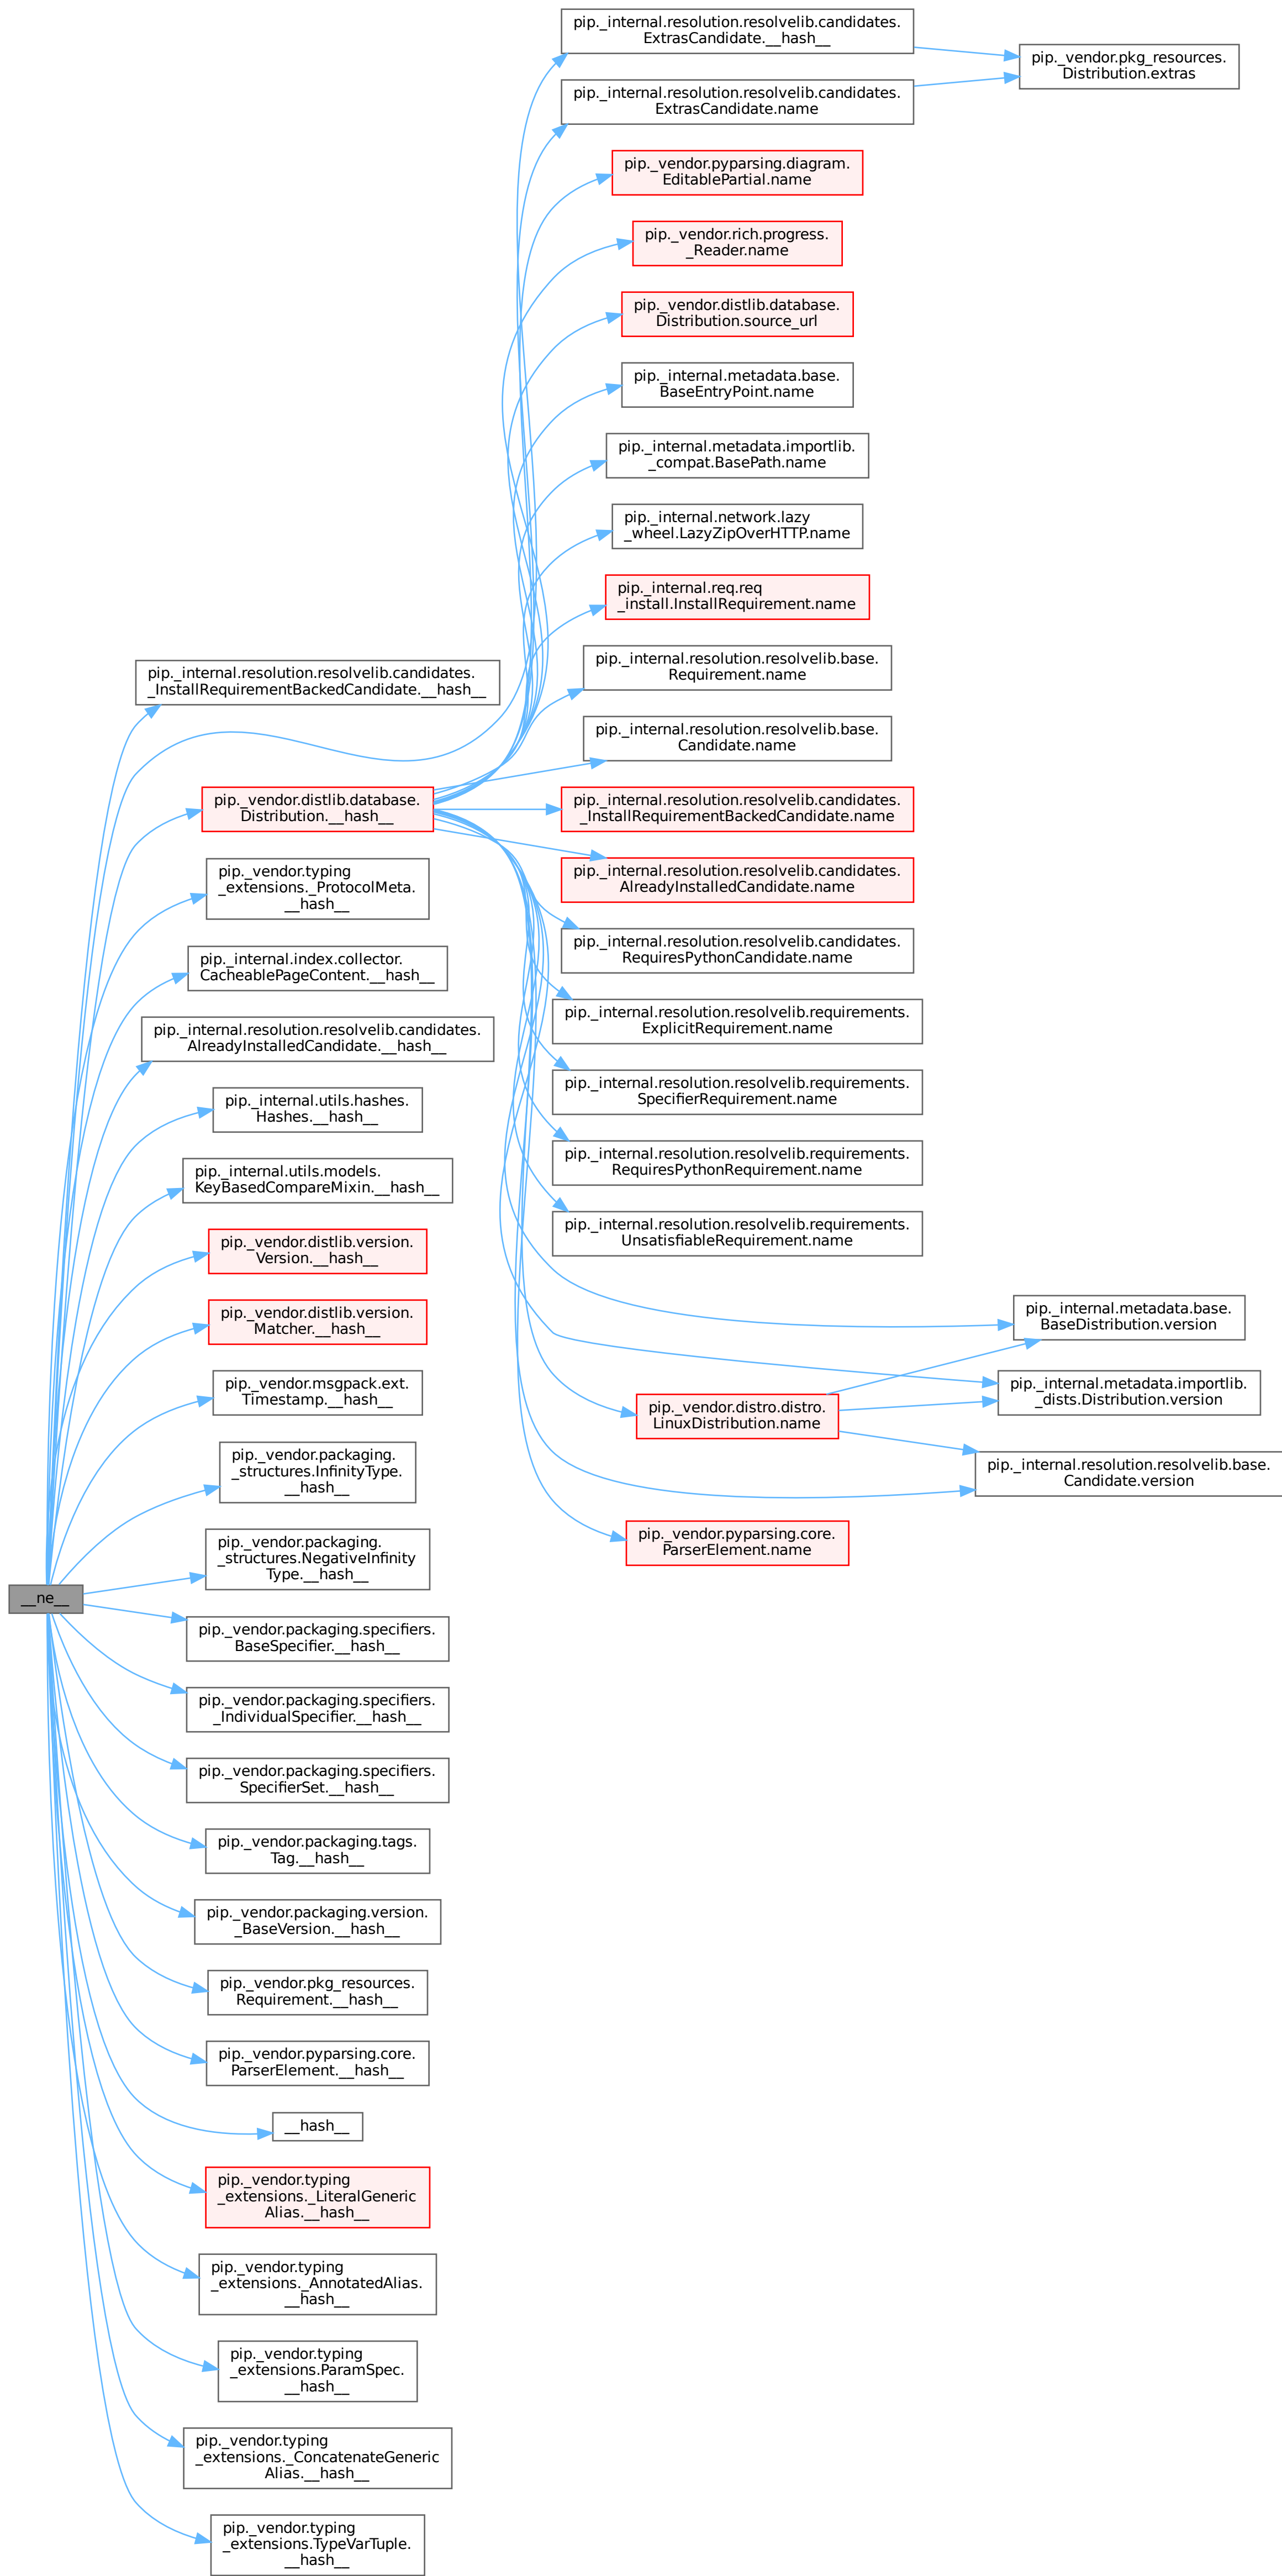 pip._internal.resolution.resolvelib.candidates.
ExtrasCandidate.__hash__
pip._vendor.pkg_resources.
Distribution.extras
pip._internal.resolution.resolvelib.candidates.
ExtrasCandidate.name
pip._vendor.pyparsing.diagram.
EditablePartial.name
pip._vendor.rich.progress.
_Reader.name
pip._vendor.distlib.database.
Distribution.source_url
pip._internal.metadata.base.
BaseEntryPoint.name
pip._internal.metadata.importlib.
_compat.BasePath.name
pip._internal.network.lazy
_wheel.LazyZipOverHTTP.name
pip._internal.req.req
_install.InstallRequirement.name
pip._internal.resolution.resolvelib.base.
Requirement.name
pip._internal.resolution.resolvelib.candidates.
_InstallRequirementBackedCandidate.__hash__
pip._internal.resolution.resolvelib.base.
Candidate.name
pip._vendor.distlib.database.
Distribution.__hash__
pip._internal.resolution.resolvelib.candidates.
_InstallRequirementBackedCandidate.name
pip._internal.resolution.resolvelib.candidates.
AlreadyInstalledCandidate.name
pip._vendor.typing
_extensions._ProtocolMeta.
__hash__
pip._internal.resolution.resolvelib.candidates.
RequiresPythonCandidate.name
pip._internal.index.collector.
CacheablePageContent.__hash__
pip._internal.resolution.resolvelib.requirements.
ExplicitRequirement.name
pip._internal.resolution.resolvelib.candidates.
AlreadyInstalledCandidate.__hash__
pip._internal.resolution.resolvelib.requirements.
SpecifierRequirement.name
pip._internal.utils.hashes.
Hashes.__hash__
pip._internal.resolution.resolvelib.requirements.
RequiresPythonRequirement.name
pip._internal.utils.models.
KeyBasedCompareMixin.__hash__
pip._internal.resolution.resolvelib.requirements.
UnsatisfiableRequirement.name
pip._vendor.distlib.version.
Version.__hash__
pip._internal.metadata.base.
BaseDistribution.version
pip._vendor.distlib.version.
Matcher.__hash__
pip._internal.metadata.importlib.
_dists.Distribution.version
pip._vendor.msgpack.ext.
Timestamp.__hash__
pip._vendor.distro.distro.
LinuxDistribution.name
pip._internal.resolution.resolvelib.base.
Candidate.version
pip._vendor.packaging.
_structures.InfinityType.
__hash__
pip._vendor.pyparsing.core.
ParserElement.name
pip._vendor.packaging.
_structures.NegativeInfinity
Type.__hash__
__ne__
pip._vendor.packaging.specifiers.
BaseSpecifier.__hash__
pip._vendor.packaging.specifiers.
_IndividualSpecifier.__hash__
pip._vendor.packaging.specifiers.
SpecifierSet.__hash__
pip._vendor.packaging.tags.
Tag.__hash__
pip._vendor.packaging.version.
_BaseVersion.__hash__
pip._vendor.pkg_resources.
Requirement.__hash__
pip._vendor.pyparsing.core.
ParserElement.__hash__
__hash__
pip._vendor.typing
_extensions._LiteralGeneric
Alias.__hash__
pip._vendor.typing
_extensions._AnnotatedAlias.
__hash__
pip._vendor.typing
_extensions.ParamSpec.
__hash__
pip._vendor.typing
_extensions._ConcatenateGeneric
Alias.__hash__
pip._vendor.typing
_extensions.TypeVarTuple.
__hash__